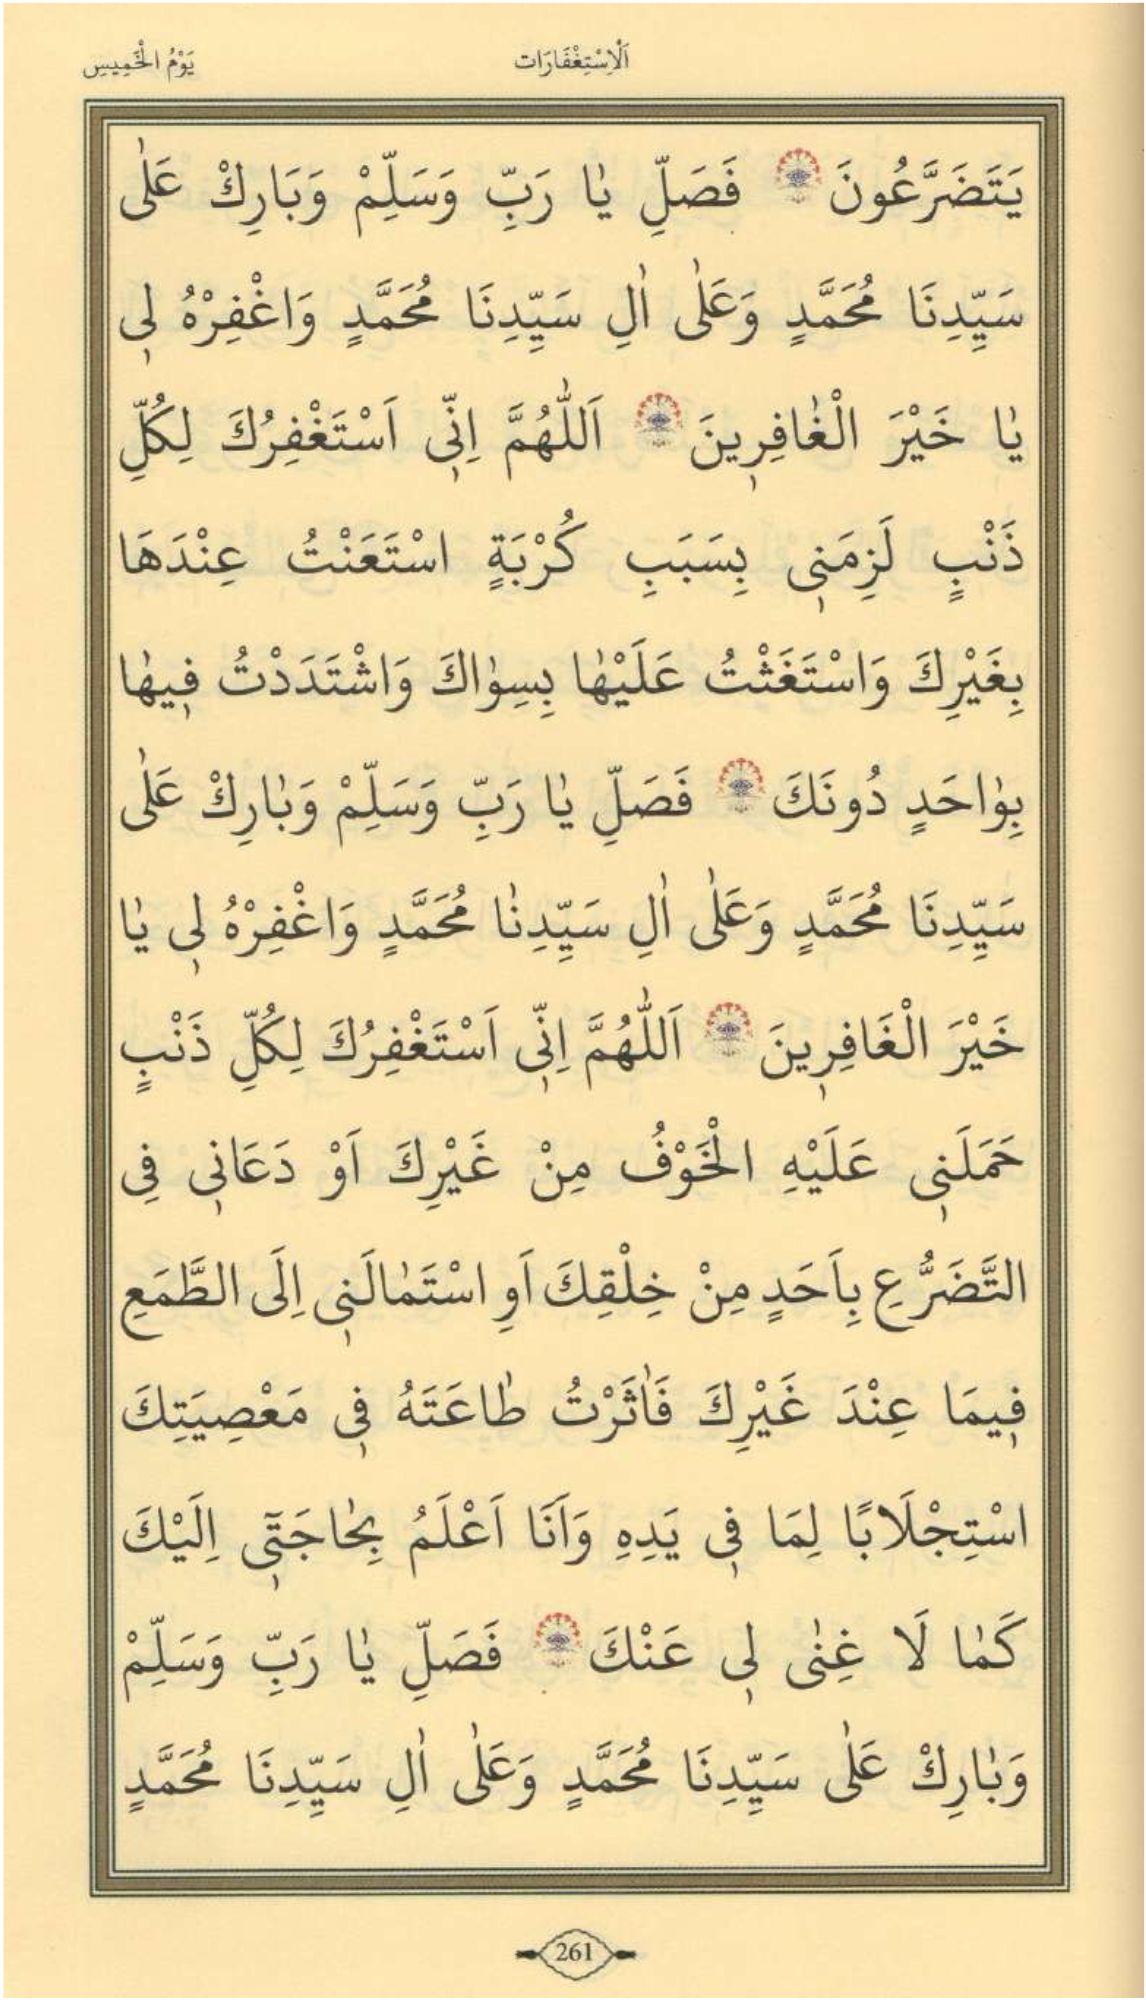 اَلْاِسْتِغْفَارَات
يَوْمُ الْخَمِيسِ
يَتَضَرَّعُونَ فَصَلِّ يٰا رَبِّ وَسَلِّمْ وَبَارِكْ عَلٰى
سَيِّدِنَا مُحَمَّدٍ وَعَلٰى اٰلِ سَيِّدِنَا مُحَمَّدٍ وَاغْفِرْهُ لٖى
يٰا خَيْرَ الْغٰافِرٖينَ اَللّٰهُمَّ اِنّٖى اَسْتَغْفِرُكَ لِكُلِّ
ذَنْبٍ لَزِمَنٖى بِسَبَبِ كُرْبَةٍ اسْتَعَنْتُ عِنْدَهَا
بِغَيْرِكَ وَاسْتَغَثْتُ عَلَيْهٰا بِسِوٰاكَ وَاشْتَدَدْتُ فٖيهٰا
بِوٰاحَدٍ دُونَكَ فَصَلِّ يٰا رَبِّ وَسَلِّمْ وَبٰارِكْ عَلٰى
سَيِّدِنَا مُحَمَّدٍ وَعَلٰى اٰلِ سَيِّدِنٰا مُحَمَّدٍ وَاغْفِرْهُ لٖى يٰا
خَيْرَ الْغَافِرٖينَ اَللّٰهُمَّ اِنّٖى اَسْتَغْفِرُكَ لِكُلِّ ذَنْبٍ
حَمَلَنٖى عَلَيْهِ الْخَوْفُ مِنْ غَيْرِكَ اَوْ دَعَانٖى فِى
التَّضَرُّعِ بِاَحَدٍ مِنْ خِلْقِكَ اَوِ اسْتَمٰالَنٖى اِلَى الطَّمَعِ
فٖيمَا عِنْدَ غَيْرِكَ فَاٰثَرْتُ طٰاعَتَهُ فٖى مَعْصِيَتِكَ
اسْتِجْلَابًا لِمَا فٖى يَدِهِ وَاَنَا اَعْلَمُ بِحٰاجَتٖٓى اِلَيْكَ
كَمٰا لَا غِنٰى لٖى عَنْكَ فَصَلِّ يٰا رَبِّ وَسَلِّمْ
وَبٰارِكْ عَلٰى سَيِّدِنَا مُحَمَّدٍ وَعَلٰى اٰلِ سَيِّدِنَا مُحَمَّدٍ
261